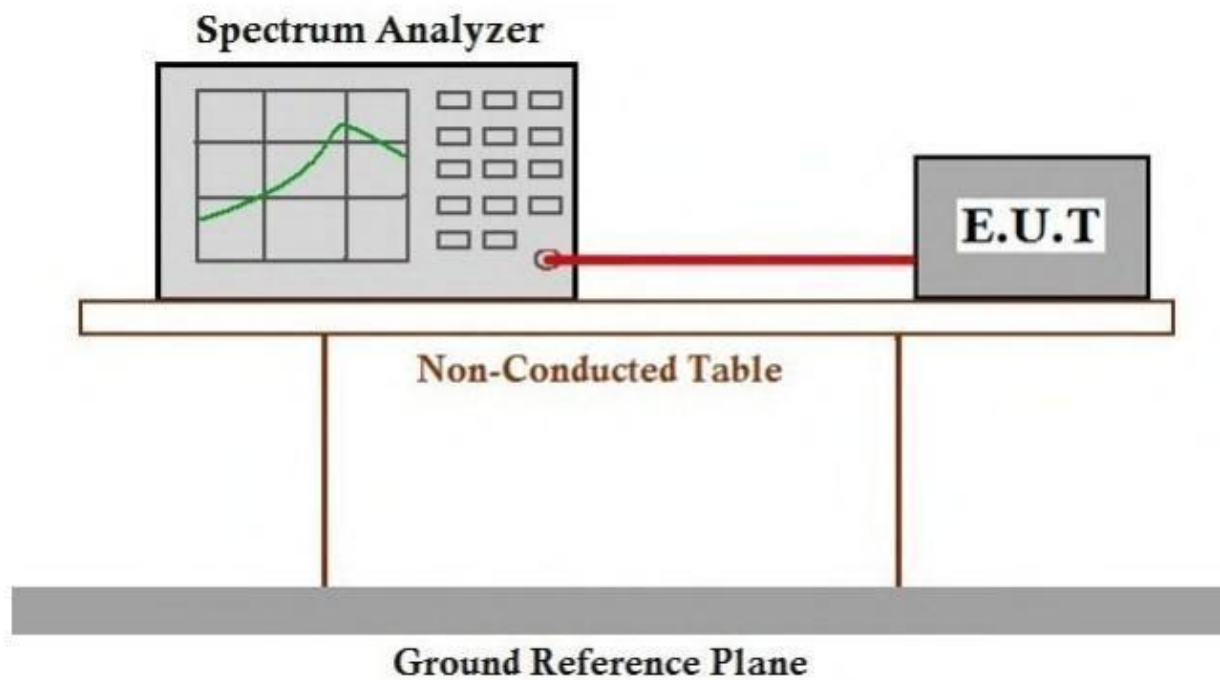 Spectrum Analyzer
E.U.T
Non-Conducted Table
Ground Reference Plane